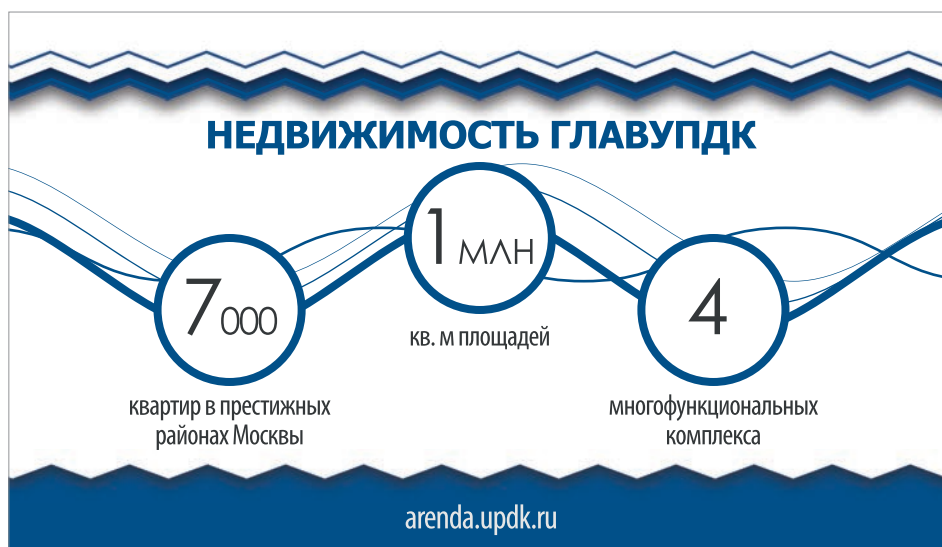 НЕДВИЖИМОСТЬ ГЛАВУПДК
7 000
квартир в престижных
районах Москвы
1 МЛН
кв. м площадей
4
многофункциональных
комплекса
arenda.updk.ru